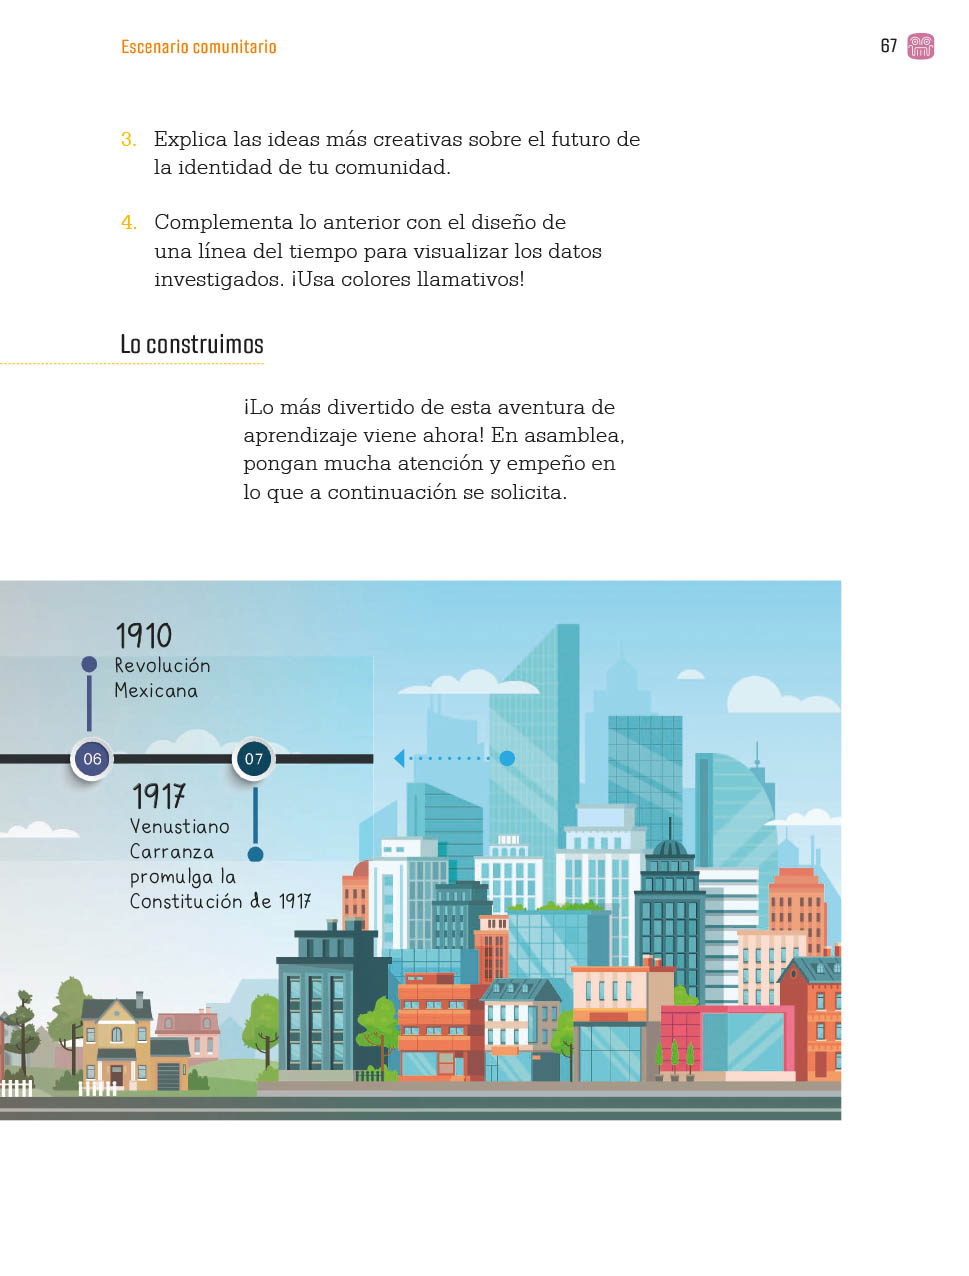 Escenario comunitario
67
3. Explica las ideas más creativas sobre el futuro de
la identidad de tu comunidad.
4. Complementa lo anterior con el diseño de
una línea del tiempo para visualizar los datos
investigados. ¡Usa colores llamativos!
Lo construimos
¡Lo más divertido de esta aventura de
aprendizaje viene ahora! En asamblea,
pongan mucha atención y empeño en
lo que a continuación se solicita.
1910
Revolución
Mexicana
06
07
1917
Venustiano
Carranza
promulga la
Constitución de 1917